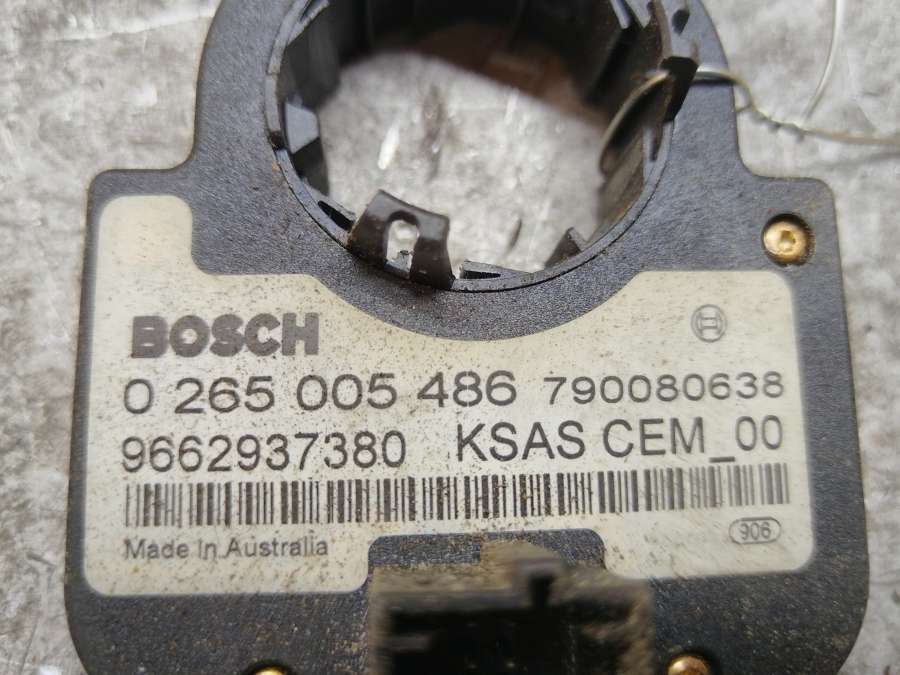 BOSCH
0 265 005 486 790080638
9662937380 KSAS CEM_00
Made In Australia
906